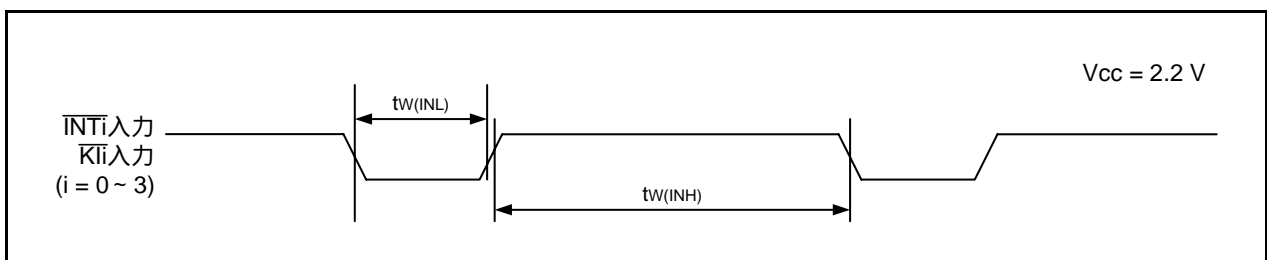 Vcc = 2.2 V
tW(INL)
INTi入力
KIi入力
(i = 0 ~ 3)
tW(INH)